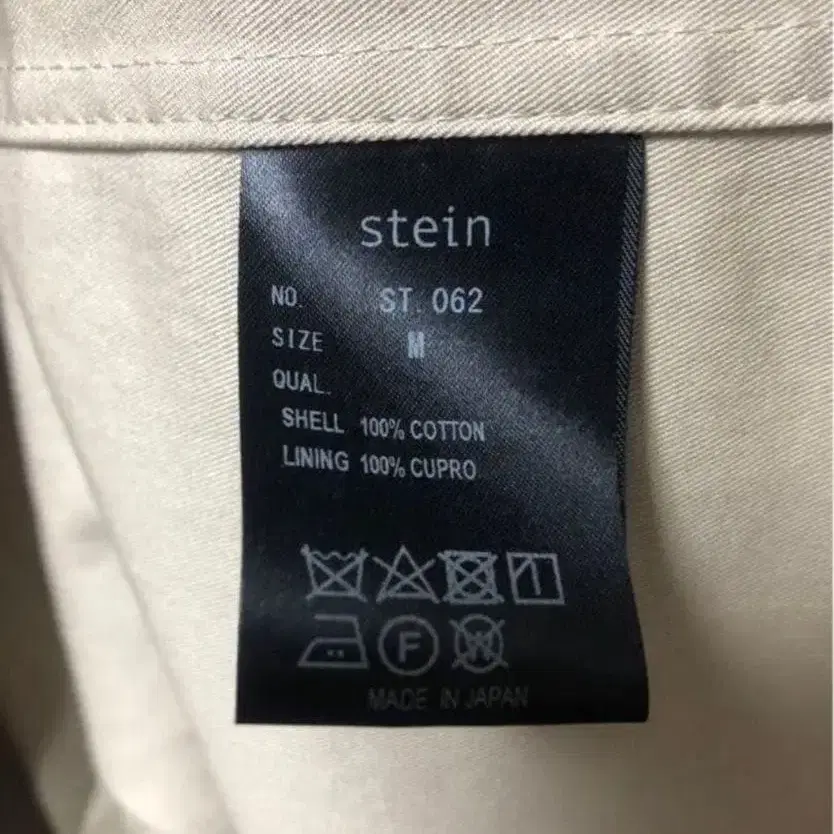 stein
NO. ST. 062
SIZE M
QUAL.
SHELL 100% COTTON
LINING 100% CUPRO
F W
MADE IN JAPAN